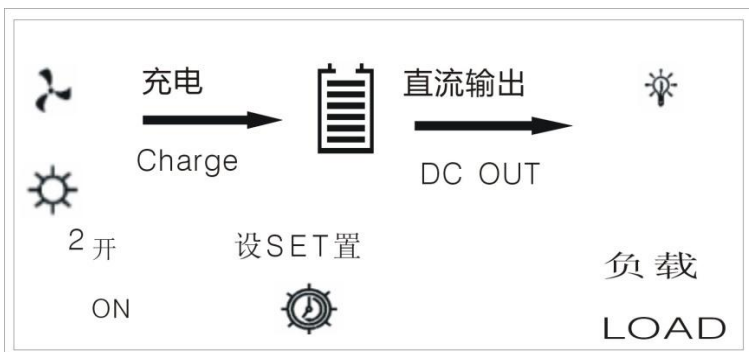 充电
直流输出
Charge
DC OUT
2开
设SET置
负载
ON
LOAD